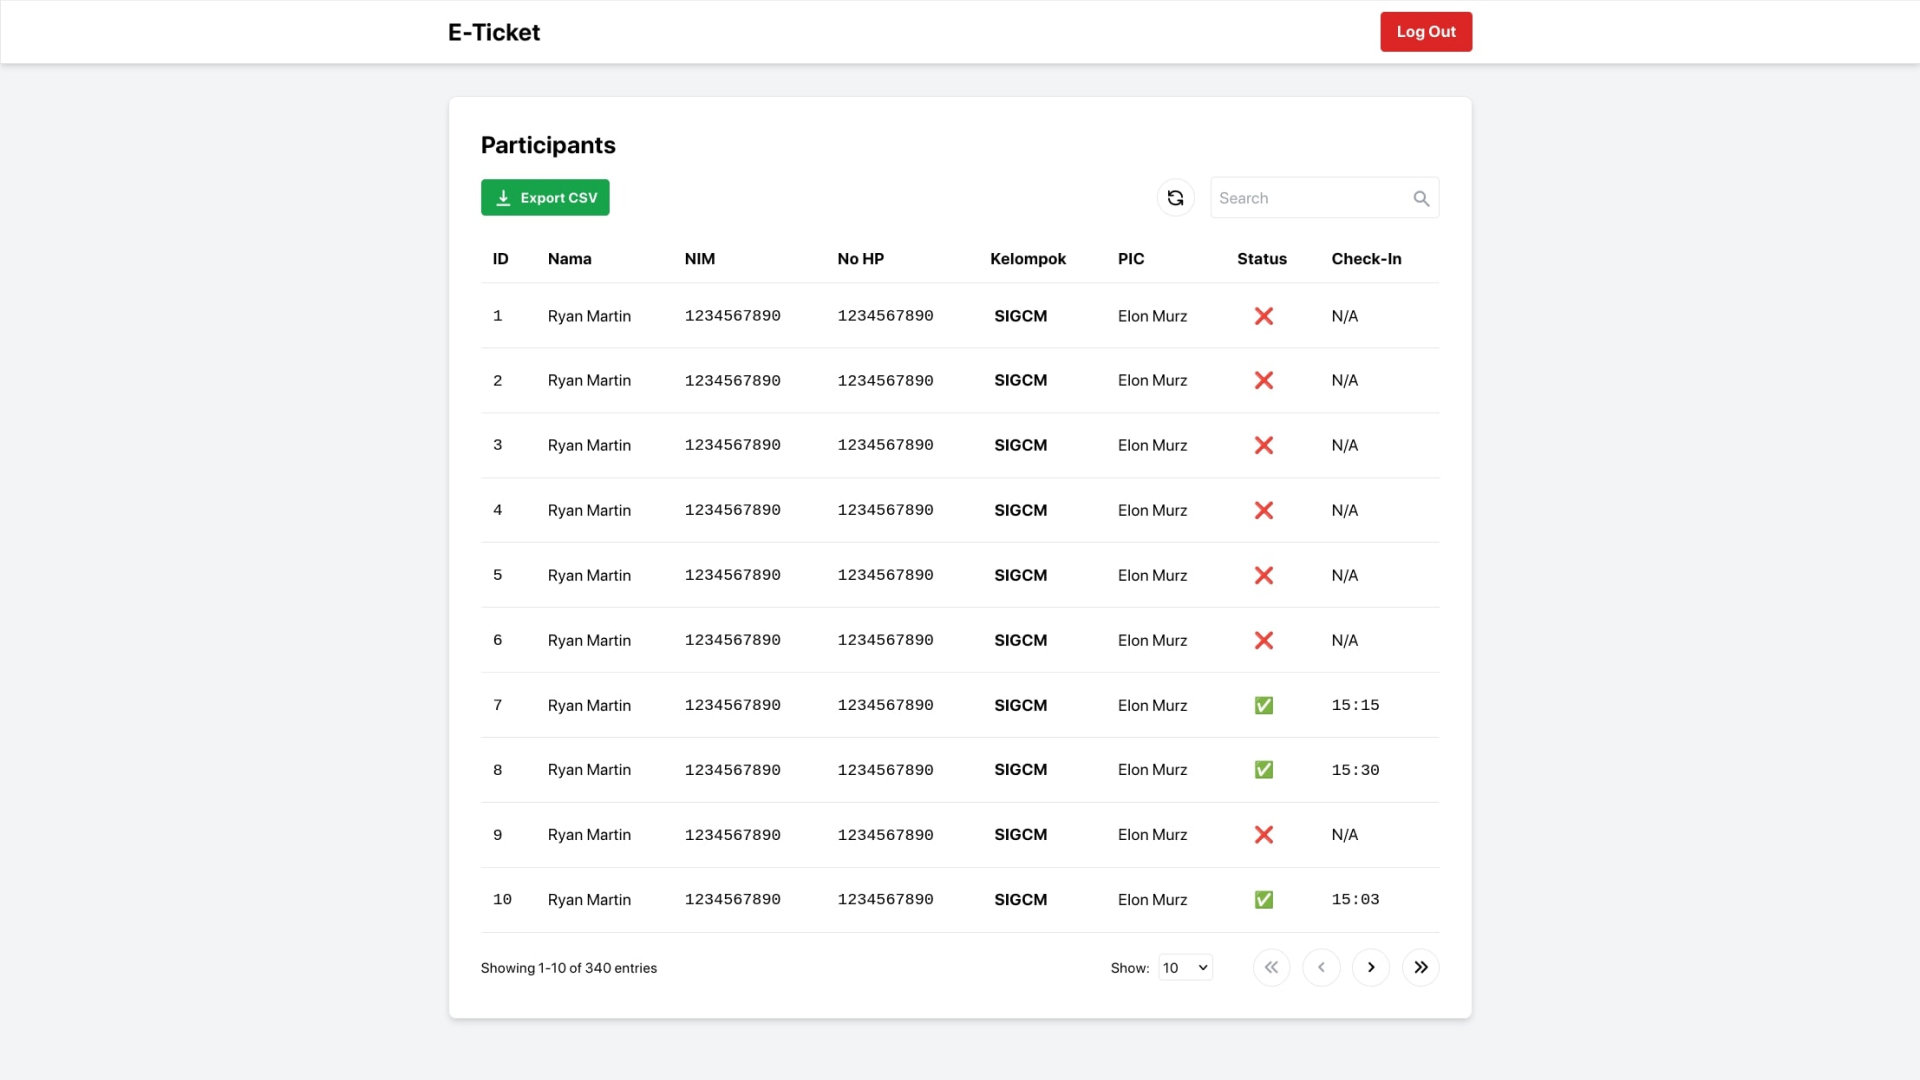 E-Ticket
Log Out
Participants
Export CSV
Search
ID Nama NIM No HP Kelompok PIC Status Check-In
1 Ryan Martin 1234567890 1234567890 SIGCM Elon Murz ❌ N/A
2 Ryan Martin 1234567890 1234567890 SIGCM Elon Murz ❌ N/A
3 Ryan Martin 1234567890 1234567890 SIGCM Elon Murz ❌ N/A
4 Ryan Martin 1234567890 1234567890 SIGCM Elon Murz ❌ N/A
5 Ryan Martin 1234567890 1234567890 SIGCM Elon Murz ❌ N/A
6 Ryan Martin 1234567890 1234567890 SIGCM Elon Murz ❌ N/A
7 Ryan Martin 1234567890 1234567890 SIGCM Elon Murz ✅ 15:15
8 Ryan Martin 1234567890 1234567890 SIGCM Elon Murz ✅ 15:30
9 Ryan Martin 1234567890 1234567890 SIGCM Elon Murz ❌ N/A
10 Ryan Martin 1234567890 1234567890 SIGCM Elon Murz ✅ 15:03
Showing 1-10 of 340 entries
Show: 10